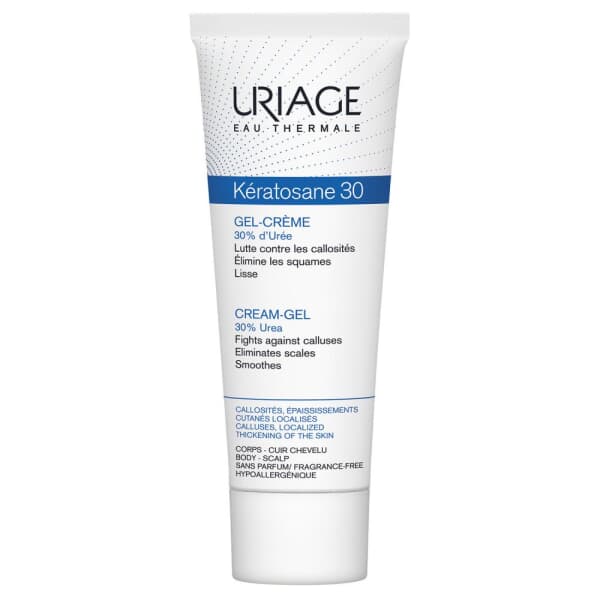 URIAGE
EAU THERMALE
Kératosane 30
GEL-CRÈME
30% d'Urée
Lutte contre les callosités
Élimine les squames
Lisse
CREAM-GEL
30% Urea
Fights against calluses
Eliminates scales
Smoothes
CALLOSITÉS, ÉPAISSISSEMENTS
CUTANÉS LOCALISÉS
CALLUSES, LOCALIZED
THICKENING OF THE SKIN
CORPS - CUIR CHEVELU
BODY - SCALP
SANS PARFUM/ FRAGRANCE-FREE
HYPOALLERGÉNIQUE